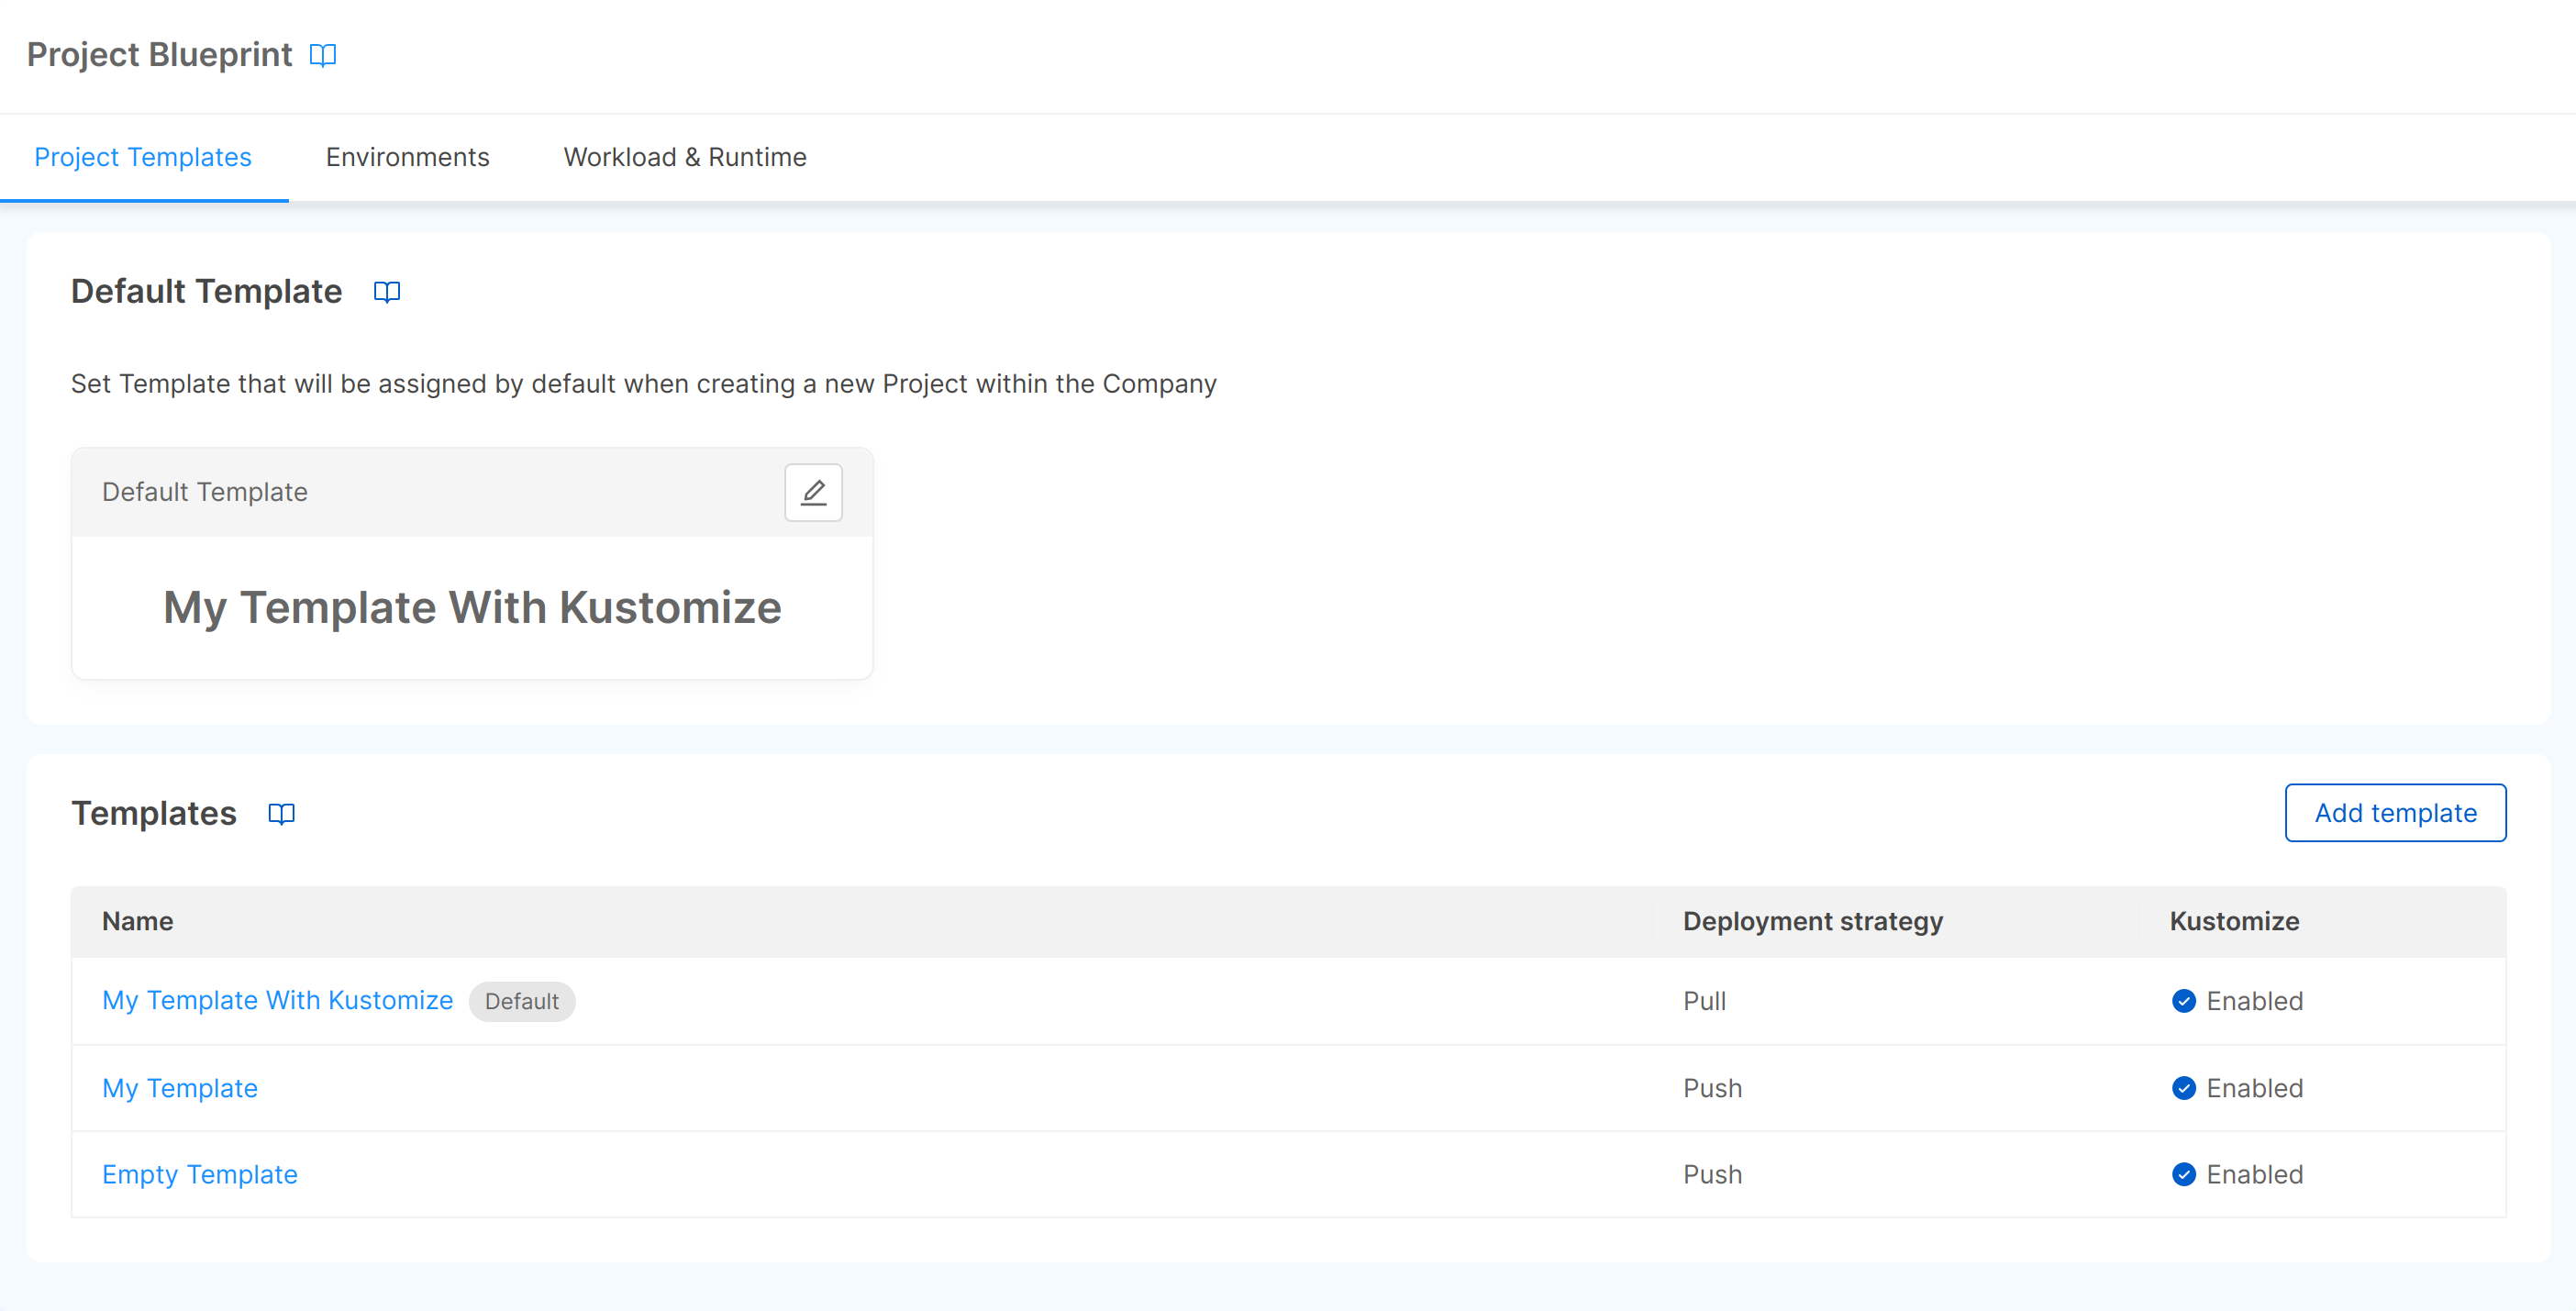 Project Blueprint
Project Templates Environments Workload & Runtime
Default Template
Set Template that will be assigned by default when creating a new Project within the Company
Default Template
My Template With Kustomize
Templates Add template
Name Deployment strategy Kustomize
My Template With Kustomize Default Pull Enabled
My Template Push Enabled
Empty Template Push Enabled